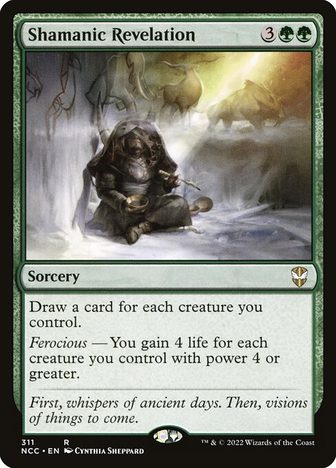 Shamanic Revelation 3
Sorcery
Draw a card for each creature you
control.
Ferocious — You gain 4 life for each
creature you control with power 4 or
greater.
First, whispers of ancient days. Then, visions
of things to come.
311 R
NCC • EN Cynthia Sheppard
™ & © 2022 Wizards of the Coast